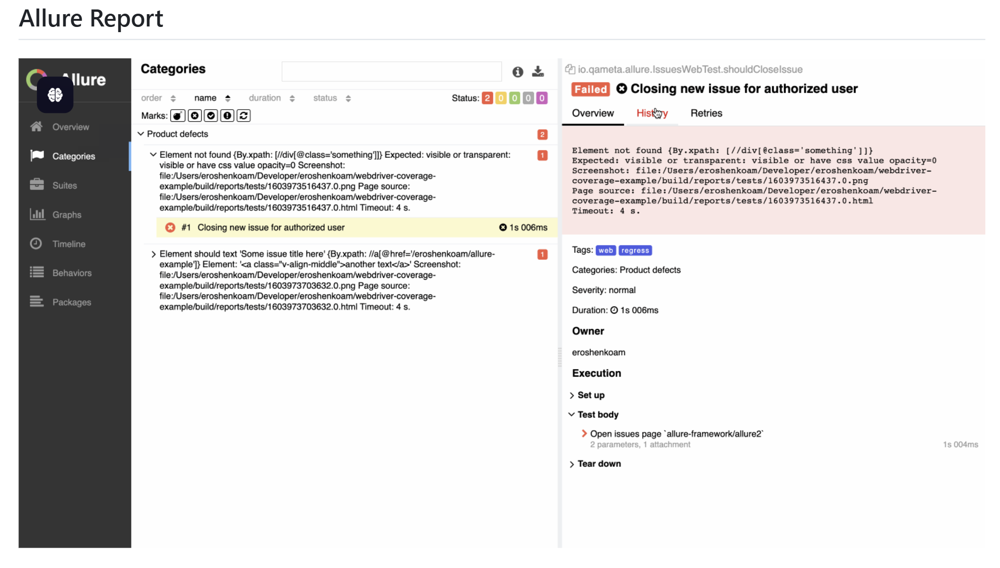 Allure Report
Allure
Overview
Categories
Suites
Graphs
Timeline
Behaviors
Packages
Categories
order name duration status
Status: 2 0 0 0 0
Marks:
Product defects 2
Element not found {By.xpath: [//div[@class='something']]} Expected: visible or transparent: 1
visible or have css value opacity=0 Screenshot:
file:/Users/eroshenkoam/Developer/eroshenkoam/webdriver-coverage-
example/build/reports/tests/1603973516437.0.png Page source:
file:/Users/eroshenkoam/Developer/eroshenkoam/webdriver-coverage-
example/build/reports/tests/1603973516437.0.html Timeout: 4 s.
#1 Closing new issue for authorized user 1s 006ms
Element should text 'Some issue title here' {By.xpath: //a[@href='/eroshenkoam/allure- 1
example']} Element: '<a class="v-align-middle">another text</a>' Screenshot:
file:/Users/eroshenkoam/Developer/eroshenkoam/webdriver-coverage-
example/build/reports/tests/1603973703632.0.png Page source:
file:/Users/eroshenkoam/Developer/eroshenkoam/webdriver-coverage-
example/build/reports/tests/1603973703632.0.html Timeout: 4 s.
io.qameta.allure.IssuesWebTest.shouldCloseIssue
Failed Closing new issue for authorized user
Overview History Retries
Element not found {By.xpath: [//div[@class='something']]}
Expected: visible or transparent: visible or have css value opacity=0
Screenshot: file:/Users/eroshenkoam/Developer/eroshenkoam/webdriver-
coverage-example/build/reports/tests/1603973516437.0.png
Page source: file:/Users/eroshenkoam/Developer/eroshenkoam/webdriver-
coverage-example/build/reports/tests/1603973516437.0.html
Timeout: 4 s.
Tags: web regress
Categories: Product defects
Severity: normal
Duration: 1s 006ms
Owner
eroshenkoam
Execution
Set up
Test body
Open issues page `allure-framework/allure2`
2 parameters, 1 attachment 1s 004ms
Tear down